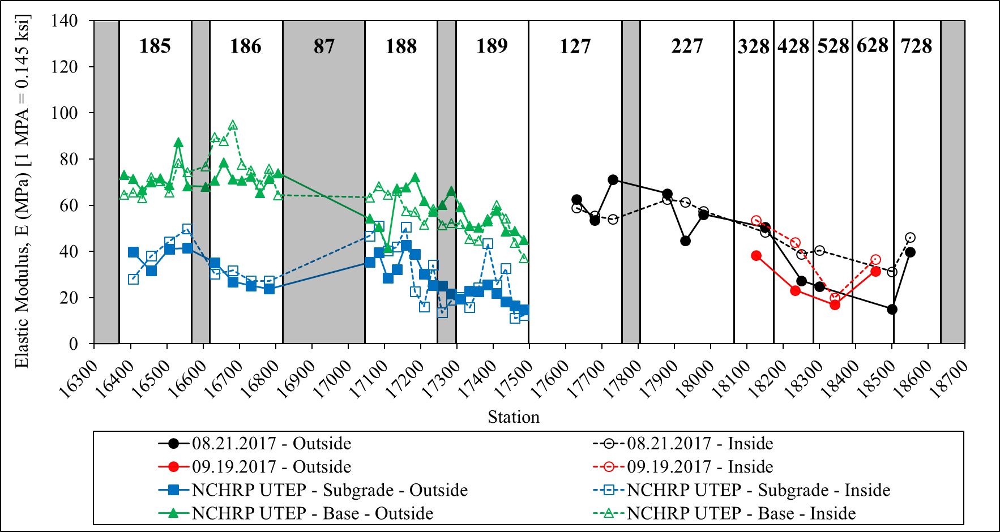 Elastic Modulus, E (MPa) [1 MPA = 0.145 ksi]
140
120
100
80
60
40
20
0
185 186 87 188 189 127 227 328 428 528 628 728
16300 16400 16500 16600 16700 16800 16900 17000 17100 17200 17300 17400 17500 17600 17700 17800 17900 18000 18100 18200 18300 18400 18500 18600 18700
Station
08.21.2017 - Outside 08.21.2017 - Inside
09.19.2017 - Outside 09.19.2017 - Inside
NCHRP UTEP - Subgrade - Outside NCHRP UTEP - Subgrade - Inside
NCHRP UTEP - Base - Outside NCHRP UTEP - Base - Inside